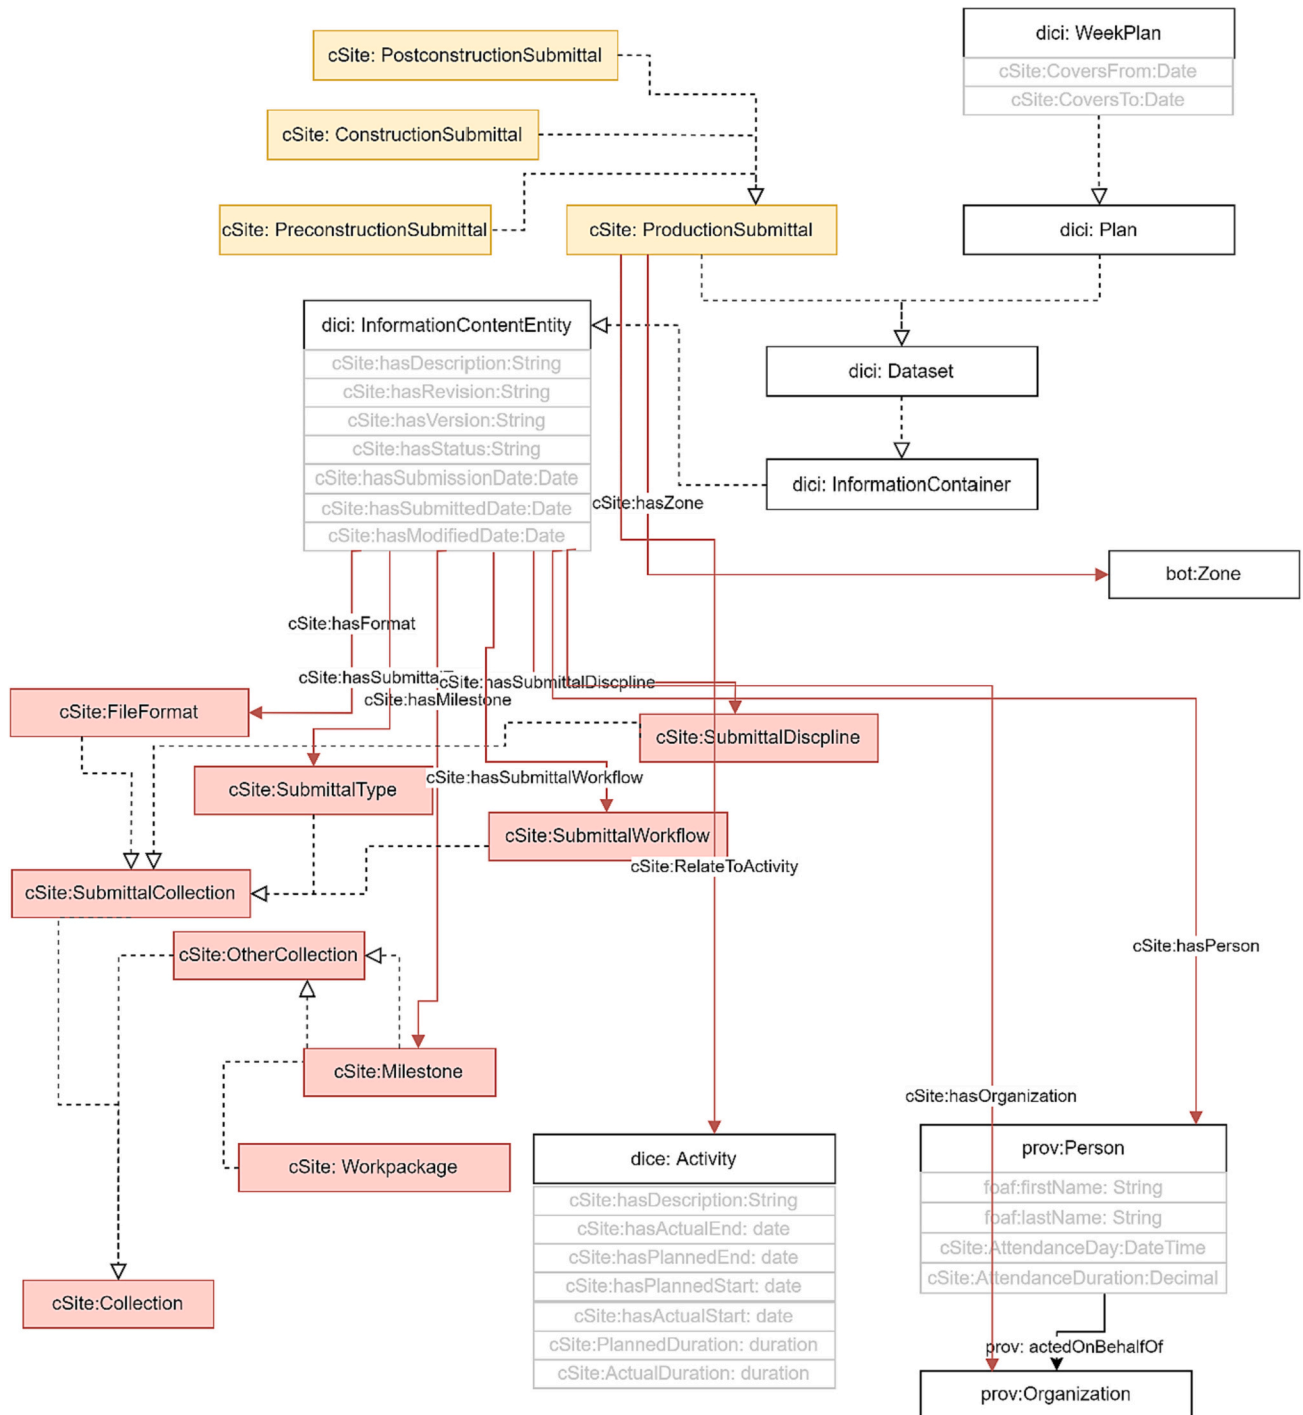 cSite: PostconstructionSubmittal
dici: WeekPlan
cSite:CoversFrom:Date
cSite:CoversTo:Date
cSite: ConstructionSubmittal
cSite: PreconstructionSubmittal
cSite: ProductionSubmittal
dici: Plan
dici: InformationContentEntity
cSite:hasDescription:String
cSite:hasRevision:String
cSite:hasVersion:String
cSite:hasStatus:String
cSite:hasSubmissionDate:Date
cSite:hasSubmittedDate:Date
cSite:hasModifiedDate:Date
dici: Dataset
dici: InformationContainer
cSite:hasZone
bot:Zone
cSite:hasFormat
cSite:hasSubmittalT
cSite:hasSubmittalDiscpline
cSite:hasMilestone
cSite:FileFormat
cSite:SubmittalDiscpline
cSite:SubmittalType
cSite:hasSubmittalWorkflow
cSite:SubmittalWorkflow
cSite:RelateToActivity
cSite:SubmittalCollection
cSite:OtherCollection
cSite:hasPerson
cSite:Milestone
cSite:hasOrganization
cSite: Workpackage
cSite:Collection
dice: Activity
cSite:hasDescription:String
cSite:hasActualEnd: date
cSite:hasPlannedEnd: date
cSite:hasPlannedStart: date
cSite:hasActualStart: date
cSite:PlannedDuration: duration
cSite:ActualDuration: duration
prov:Person
foaf:firstName: String
foaf:lastName: String
cSite:AttendanceDay:DateTime
cSite:AttendanceDuration:Decimal
prov: actedOnBehalfOf
prov:Organization